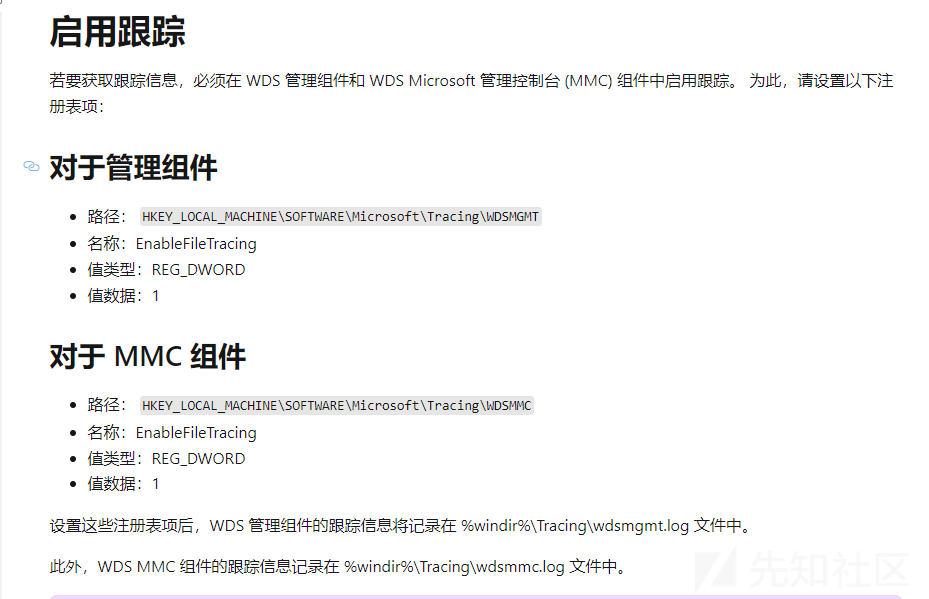 启用跟踪
若要获取跟踪信息，必须在 WDS 管理组件和 WDS Microsoft 管理控制台 (MMC) 组件中启用跟踪。 为此，请设置以下注
册表项：
对于管理组件
路径： HKEY_LOCAL_MACHINE\SOFTWARE\Microsoft\Tracing\WDSMGMT
名称：EnableFileTracing
值类型：REG_DWORD
值数据：1
对于 MMC 组件
路径： HKEY_LOCAL_MACHINE\SOFTWARE\Microsoft\Tracing\WDSMMC
名称：EnableFileTracing
值类型：REG_DWORD
值数据：1
设置这些注册表项后，WDS 管理组件的跟踪信息将记录在 %windir%\Tracing\wdsmgmt.log 文件中。
此外，WDS MMC 组件的跟踪信息记录在 %windir%\Tracing\wdsmmc.log 文件中。
先知社区